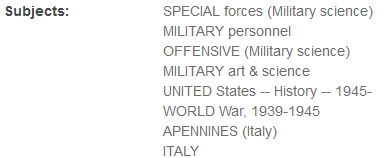 Subjects: SPECIAL forces (Military science)
MILITARY personnel
OFFENSIVE (Military science)
MILITARY art & science
UNITED States -- History -- 1945-
WORLD War, 1939-1945
APENNINES (Italy)
ITALY